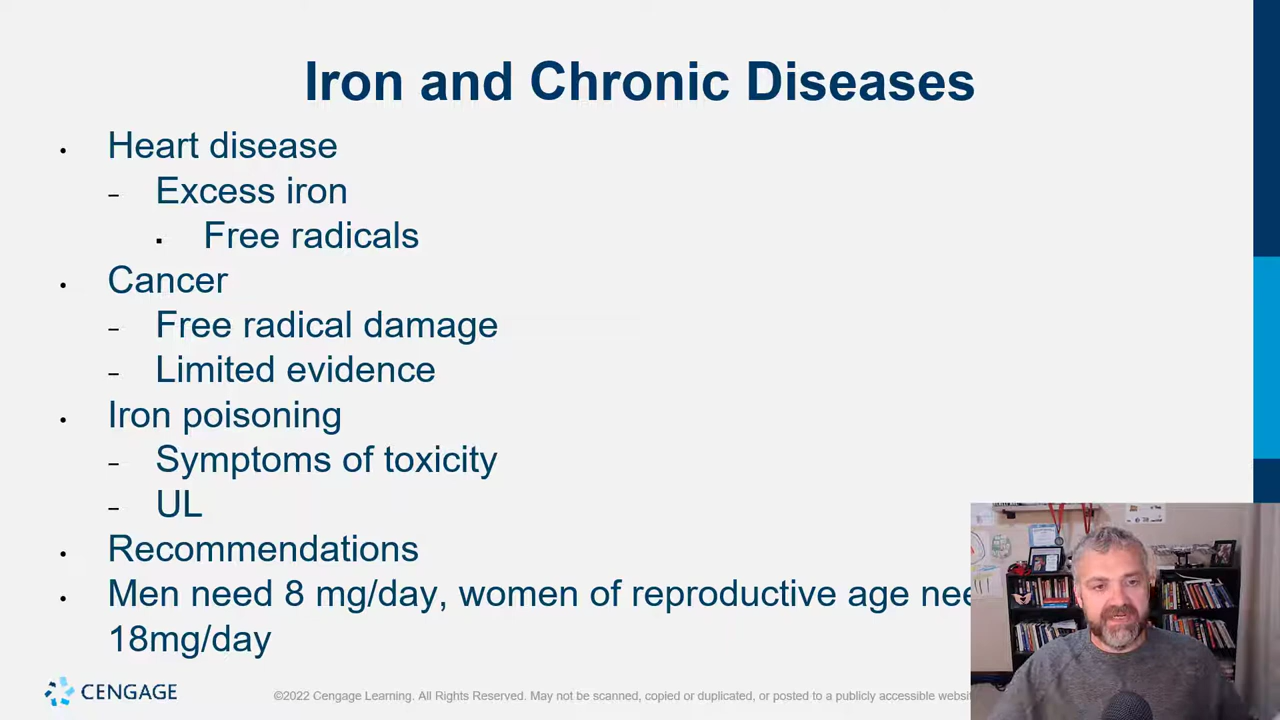 Iron and Chronic Diseases
• Heart disease
– Excess iron
▪ Free radicals
• Cancer
– Free radical damage
– Limited evidence
• Iron poisoning
– Symptoms of toxicity
– UL
• Recommendations
• Men need 8 mg/day, women of reproductive age nee
18mg/day
CENGAGE
©2022 Cengage Learning. All Rights Reserved. May not be scanned, copied or duplicated, or posted to a publicly accessible websi